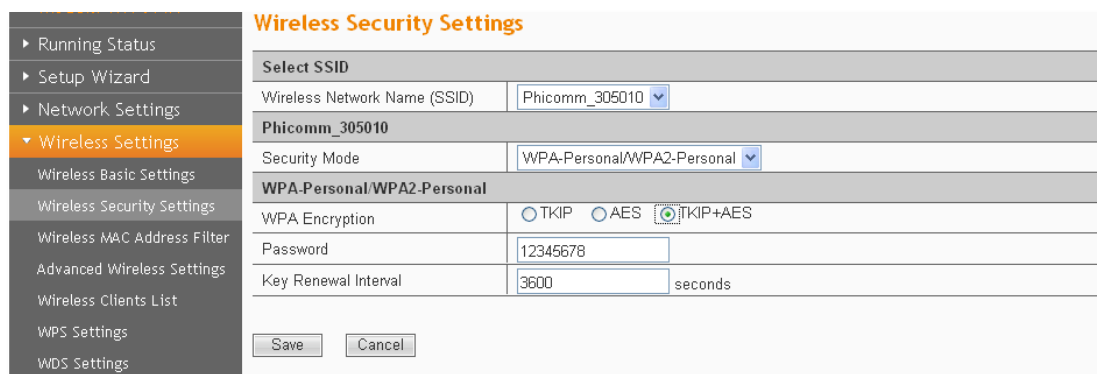 Wireless Security Settings
Running Status
Setup Wizard
Network Settings
Wireless Settings
Wireless Basic Settings
Wireless Security Settings
Wireless MAC Address Filter
Advanced Wireless Settings
Wireless Clients List
WPS Settings
WDS Settings
Select SSID
Wireless Network Name (SSID) Phicomm_305010
Phicomm_305010
Security Mode WPA-Personal/WPA2-Personal
WPA-Personal/WPA2-Personal
WPA Encryption TKIP AES TKIP+AES
Password 12345678
Key Renewal Interval 3600 seconds
Save Cancel